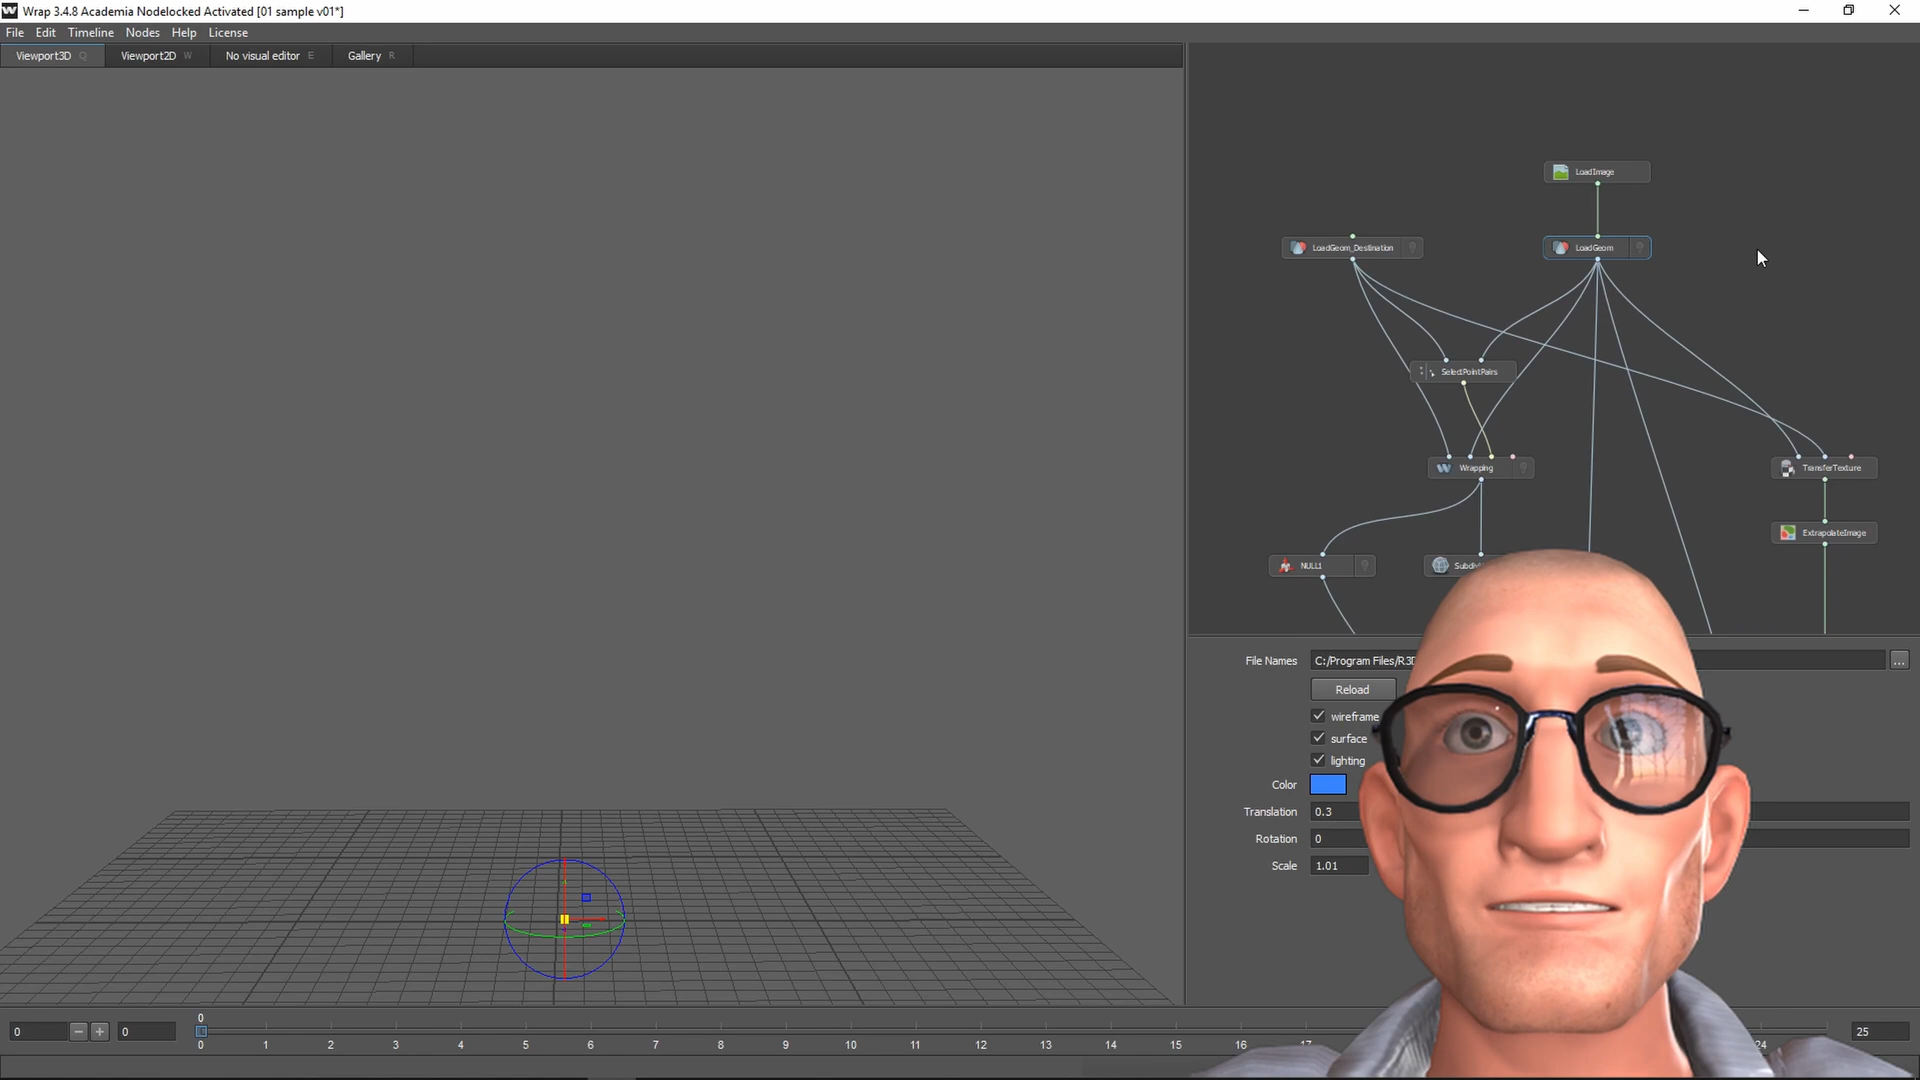 Wrap 3.4.8 Academia Nodelocked Activated [01 sample v01*]
File Edit Timeline Nodes Help License
Viewport3D Q Viewport2D W No visual editor E Gallery R
LoadImage
LoadGeom_Destination LoadGeom
SelectPointPairs
Wrapping TransferTexture
ExtrapolateImage
NULL1 Subdiv
File Names C:/Program Files/R3D ...
Reload
wireframe
surface
lighting
Color
Translation 0.3
Rotation 0
Scale 1.01
0
0 0 25
0 1 2 3 4 5 6 7 8 9 10 11 12 13 14 15 16 17 24